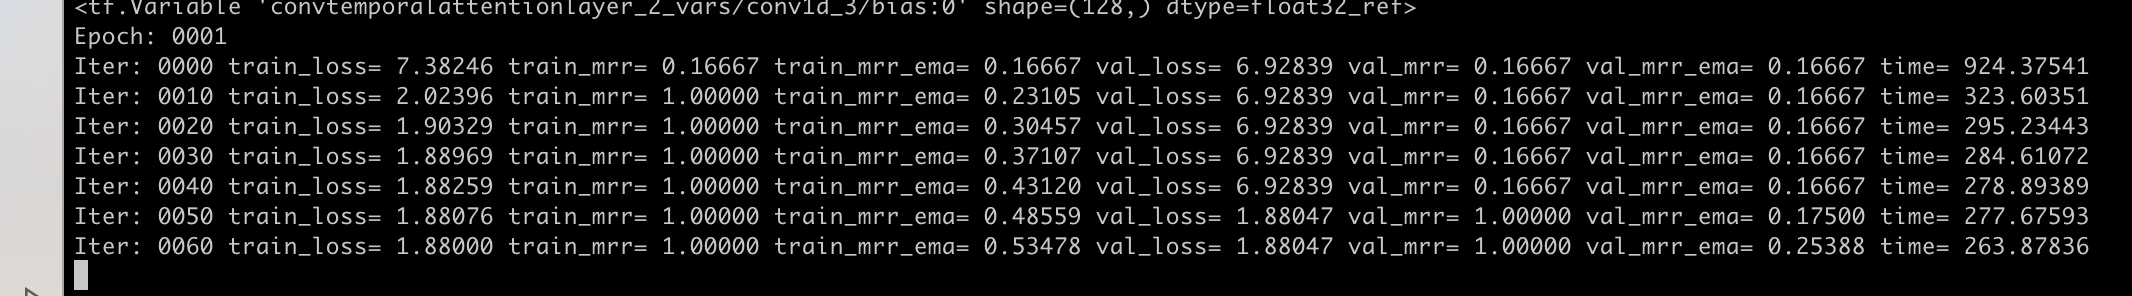 <tf.Variable 'convtemporalattentionlayer_2_vars/conv1d_3/bias:0' shape=(128,) dtype=float32_ref>
Epoch: 0001
Iter: 0000 train_loss= 7.38246 train_mrr= 0.16667 train_mrr_ema= 0.16667 val_loss= 6.92839 val_mrr= 0.16667 val_mrr_ema= 0.16667 time= 924.37541
Iter: 0010 train_loss= 2.02396 train_mrr= 1.00000 train_mrr_ema= 0.23105 val_loss= 6.92839 val_mrr= 0.16667 val_mrr_ema= 0.16667 time= 323.60351
Iter: 0020 train_loss= 1.90329 train_mrr= 1.00000 train_mrr_ema= 0.30457 val_loss= 6.92839 val_mrr= 0.16667 val_mrr_ema= 0.16667 time= 295.23443
Iter: 0030 train_loss= 1.88969 train_mrr= 1.00000 train_mrr_ema= 0.37107 val_loss= 6.92839 val_mrr= 0.16667 val_mrr_ema= 0.16667 time= 284.61072
Iter: 0040 train_loss= 1.88259 train_mrr= 1.00000 train_mrr_ema= 0.43120 val_loss= 6.92839 val_mrr= 0.16667 val_mrr_ema= 0.16667 time= 278.89389
Iter: 0050 train_loss= 1.88076 train_mrr= 1.00000 train_mrr_ema= 0.48559 val_loss= 1.88047 val_mrr= 1.00000 val_mrr_ema= 0.17500 time= 277.67593
Iter: 0060 train_loss= 1.88000 train_mrr= 1.00000 train_mrr_ema= 0.53478 val_loss= 1.88047 val_mrr= 1.00000 val_mrr_ema= 0.25388 time= 263.87836